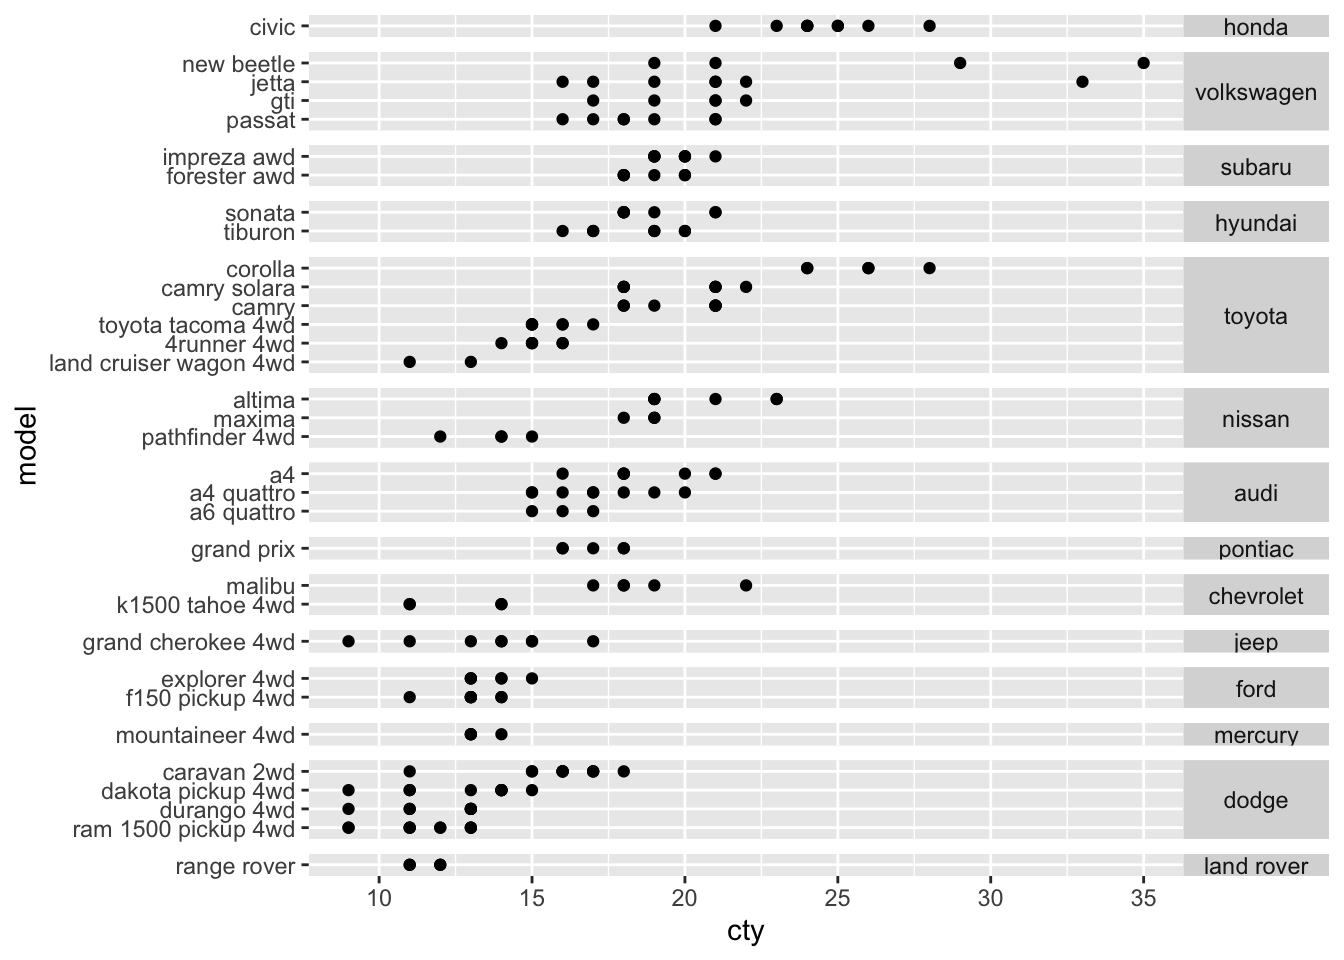 civic
honda
new beetle
jetta
gti
passat
volkswagen
impreza awd
forester awd
subaru
sonata
tiburon
hyundai
corolla
camry solara
camry
toyota tacoma 4wd
4runner 4wd
land cruiser wagon 4wd
toyota
altima
maxima
pathfinder 4wd
nissan
a4
a4 quattro
a6 quattro
audi
grand prix
pontiac
malibu
k1500 tahoe 4wd
chevrolet
grand cherokee 4wd
jeep
explorer 4wd
f150 pickup 4wd
ford
mountaineer 4wd
mercury
caravan 2wd
dakota pickup 4wd
durango 4wd
ram 1500 pickup 4wd
dodge
range rover
land rover
model
10 15 20 25 30 35
cty